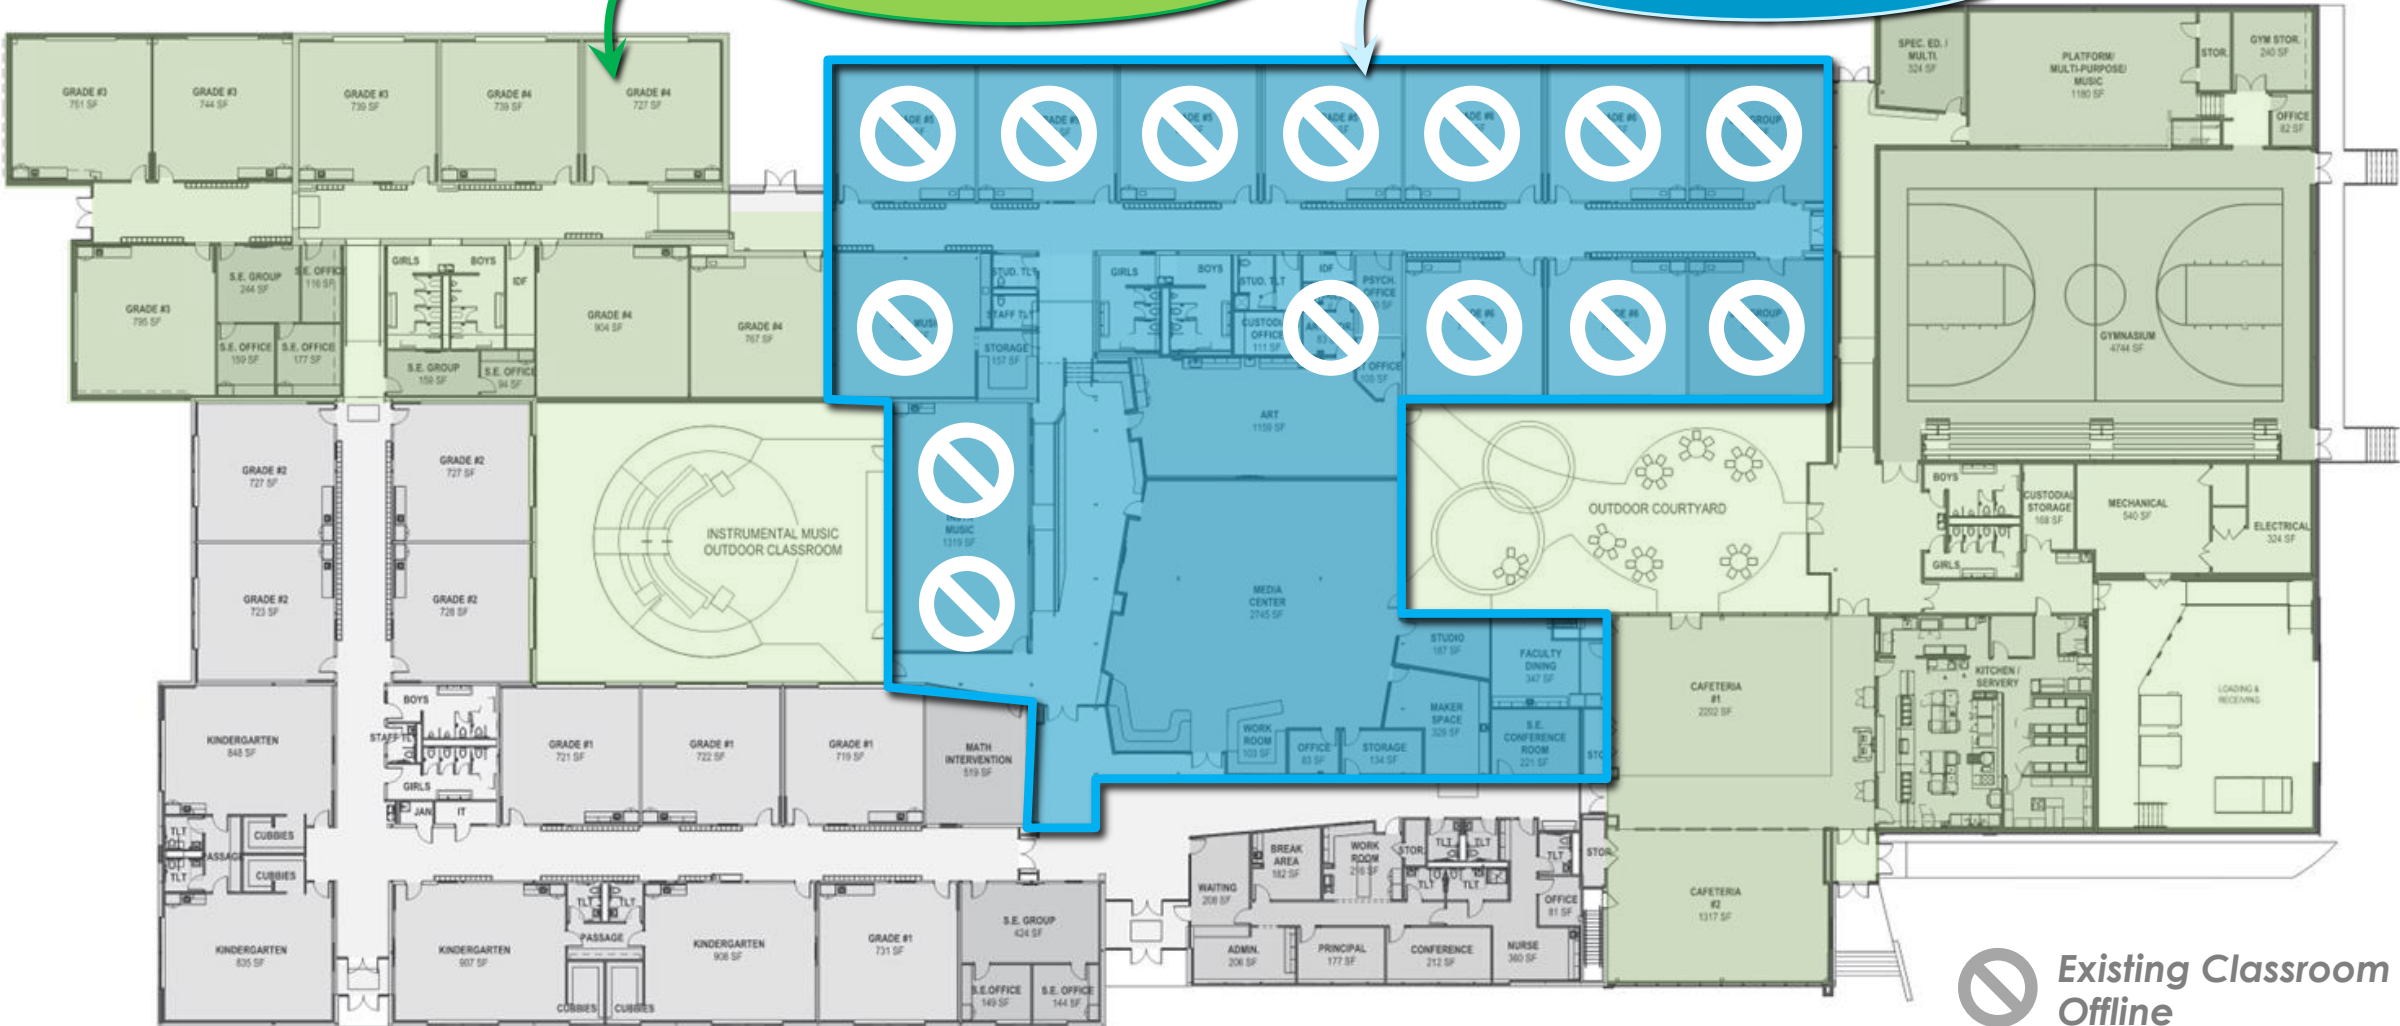 GRADE #3
751 SF
GRADE #3
744 SF
GRADE #3
739 SF
GRADE #4
739 SF
GRADE #4
727 SF
SPEC. ED. /
MULTI.
324 SF
PLATFORM/
MULTI-PURPOSE/
MUSIC
1180 SF
STOR.
GYM STOR.
240 SF
OFFICE
82 SF
GRADE #3
795 SF
S.E. GROUP
244 SF
S.E. OFFICE
116 SF
S.E. OFFICE
159 SF
S.E. OFFICE
177 SF
GIRLS
BOYS
IDF
S.E. GROUP
S.E. OFFICE
94 SF
GRADE #4
904 SF
GRADE #4
767 SF
STUD. TLT
STAFF TLT
STORAGE
157 SF
GIRLS
BOYS
STUD. TLT
IDF
PSYCH.
OFFICE
111 SF
ART
1159 SF
GYMNASIUM
4744 SF
GRADE #2
727 SF
GRADE #2
727 SF
GRADE #2
723 SF
GRADE #2
728 SF
INSTRUMENTAL MUSIC
OUTDOOR CLASSROOM
MUSIC
1319 SF
MEDIA
CENTER
2745 SF
OUTDOOR COURTYARD
BOYS
GIRLS
CUSTODIAL
STORAGE
168 SF
MECHANICAL
540 SF
ELECTRICAL
324 SF
STUDIO
187 SF
FACULTY
DINING
347 SF
MAKER
SPACE
S.E.
CONFERENCE
ROOM
221 SF
WORK
ROOM
103 SF
OFFICE
83 SF
STORAGE
134 SF
CAFETERIA
#1
2202 SF
KITCHEN /
SERVERY
LOADING &
RECEIVING
KINDERGARTEN
848 SF
BOYS
GIRLS
JAN
IT
GRADE #1
721 SF
GRADE #1
722 SF
GRADE #1
719 SF
MATH
INTERVENTION
519 SF
TLT
TLT
PASSAGE
CUBBIES
CUBBIES
KINDERGARTEN
835 SF
KINDERGARTEN
907 SF
TLT
TLT
PASSAGE
CUBBIES
CUBBIES
KINDERGARTEN
908 SF
GRADE #1
731 SF
S.E. GROUP
424 SF
S.E.OFFICE
149 SF
S.E. OFFICE
144 SF
WAITING
208 SF
BREAK
AREA
182 SF
WORK
ROOM
STOR.
TLT
TLT
TLT
TLT
TLT
STOR.
ADMIN.
206 SF
PRINCIPAL
177 SF
CONFERENCE
212 SF
NURSE
360 SF
OFFICE
81 SF
CAFETERIA
#2
1317 SF
Existing Classroom
Offline